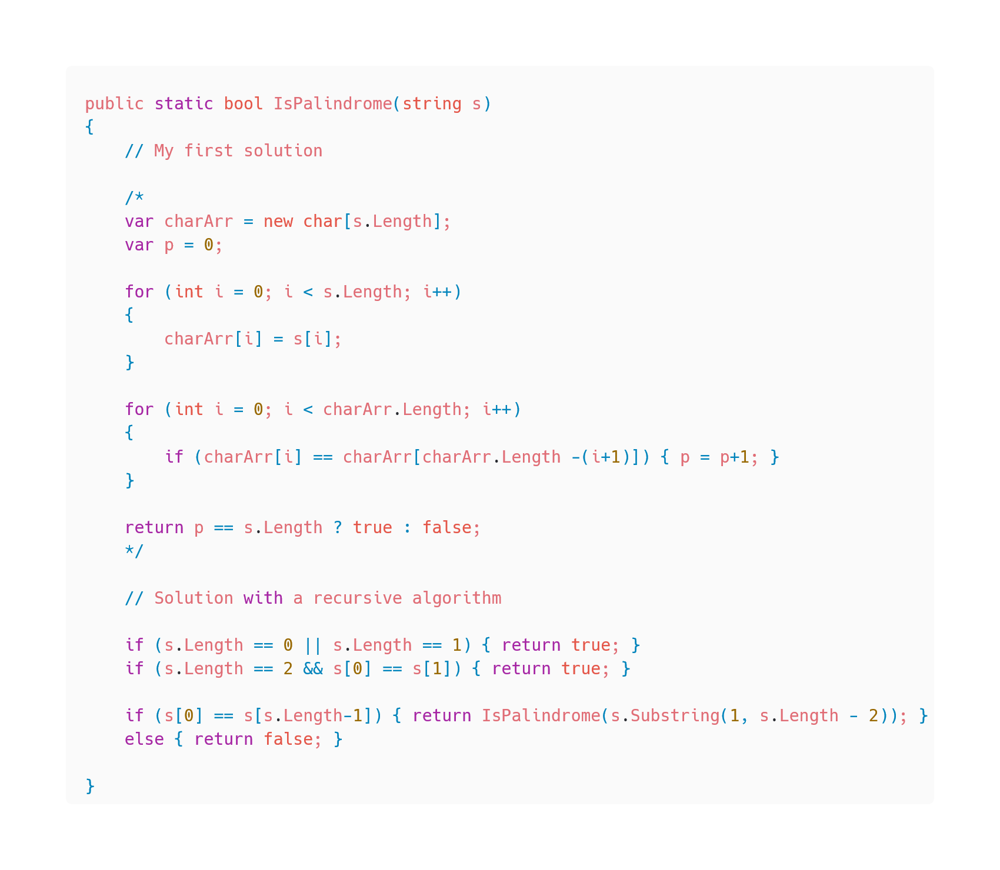 public static bool IsPalindrome(string s)
{
    // My first solution

    /*
    var charArr = new char[s.Length];
    var p = 0;

    for (int i = 0; i < s.Length; i++)
    {
        charArr[i] = s[i];
    }

    for (int i = 0; i < charArr.Length; i++)
    {
        if (charArr[i] == charArr[charArr.Length -(i+1)]) { p = p+1; }
    }

    return p == s.Length ? true : false;
    */

    // Solution with a recursive algorithm

    if (s.Length == 0 || s.Length == 1) { return true; }
    if (s.Length == 2 && s[0] == s[1]) { return true; }

    if (s[0] == s[s.Length-1]) { return IsPalindrome(s.Substring(1, s.Length - 2)); }
    else { return false; }

}